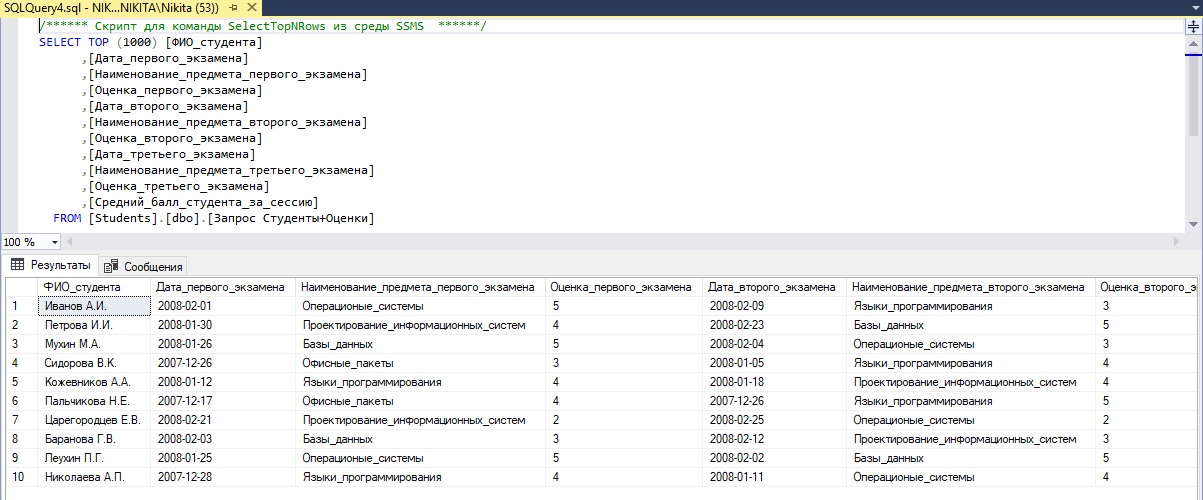 SQLQuery4.sql - NIK...NIKITA\Nikita (53))
/****** Скрипт для команды SelectTopNRows из среды SSMS  ******/
SELECT TOP (1000) [ФИО_студента]
,[Дата_первого_экзамена]
,[Наименование_предмета_первого_экзамена]
,[Оценка_первого_экзамена]
,[Дата_второго_экзамена]
,[Наименование_предмета_второго_экзамена]
,[Оценка_второго_экзамена]
,[Дата_третьего_экзамена]
,[Наименование_предмета_третьего_экзамена]
,[Оценка_третьего_экзамена]
,[Средний_балл_студента_за_сессию]
FROM [Students].[dbo].[Запрос Студенты+Оценки]
100 %
Результаты Сообщения
ФИО_студента Дата_первого_экзамена Наименование_предмета_первого_экзамена Оценка_первого_экзамена Дата_второго_экзамена Наименование_предмета_второго_экзамена Оценка_второго_э
1 Иванов А.И. 2008-02-01 Операционые_системы 5 2008-02-09 Языки_программирования 3
2 Петрова И.И. 2008-01-30 Проектирование_информационных_систем 4 2008-02-23 Базы_данных 5
3 Мухин М.А. 2008-01-26 Базы_данных 5 2008-02-04 Операционые_системы 3
4 Сидорова В.К. 2007-12-26 Офисные_пакеты 3 2008-01-05 Языки_программирования 4
5 Кожевников А.А. 2008-01-12 Языки_программирования 4 2008-01-18 Проектирование_информационных_систем 4
6 Пальчикова Н.Е. 2007-12-17 Офисные_пакеты 4 2007-12-26 Языки_программирования 5
7 Царегородцев Е.В. 2008-02-21 Проектирование_информационных_систем 2 2008-02-25 Операционые_системы 2
8 Баранова Г.В. 2008-02-03 Базы_данных 3 2008-02-12 Проектирование_информационных_систем 3
9 Леухин П.Г. 2008-01-25 Операционые_системы 5 2008-02-02 Базы_данных 5
10 Николаева А.П. 2007-12-28 Языки_программирования 4 2008-01-11 Операционые_системы 4